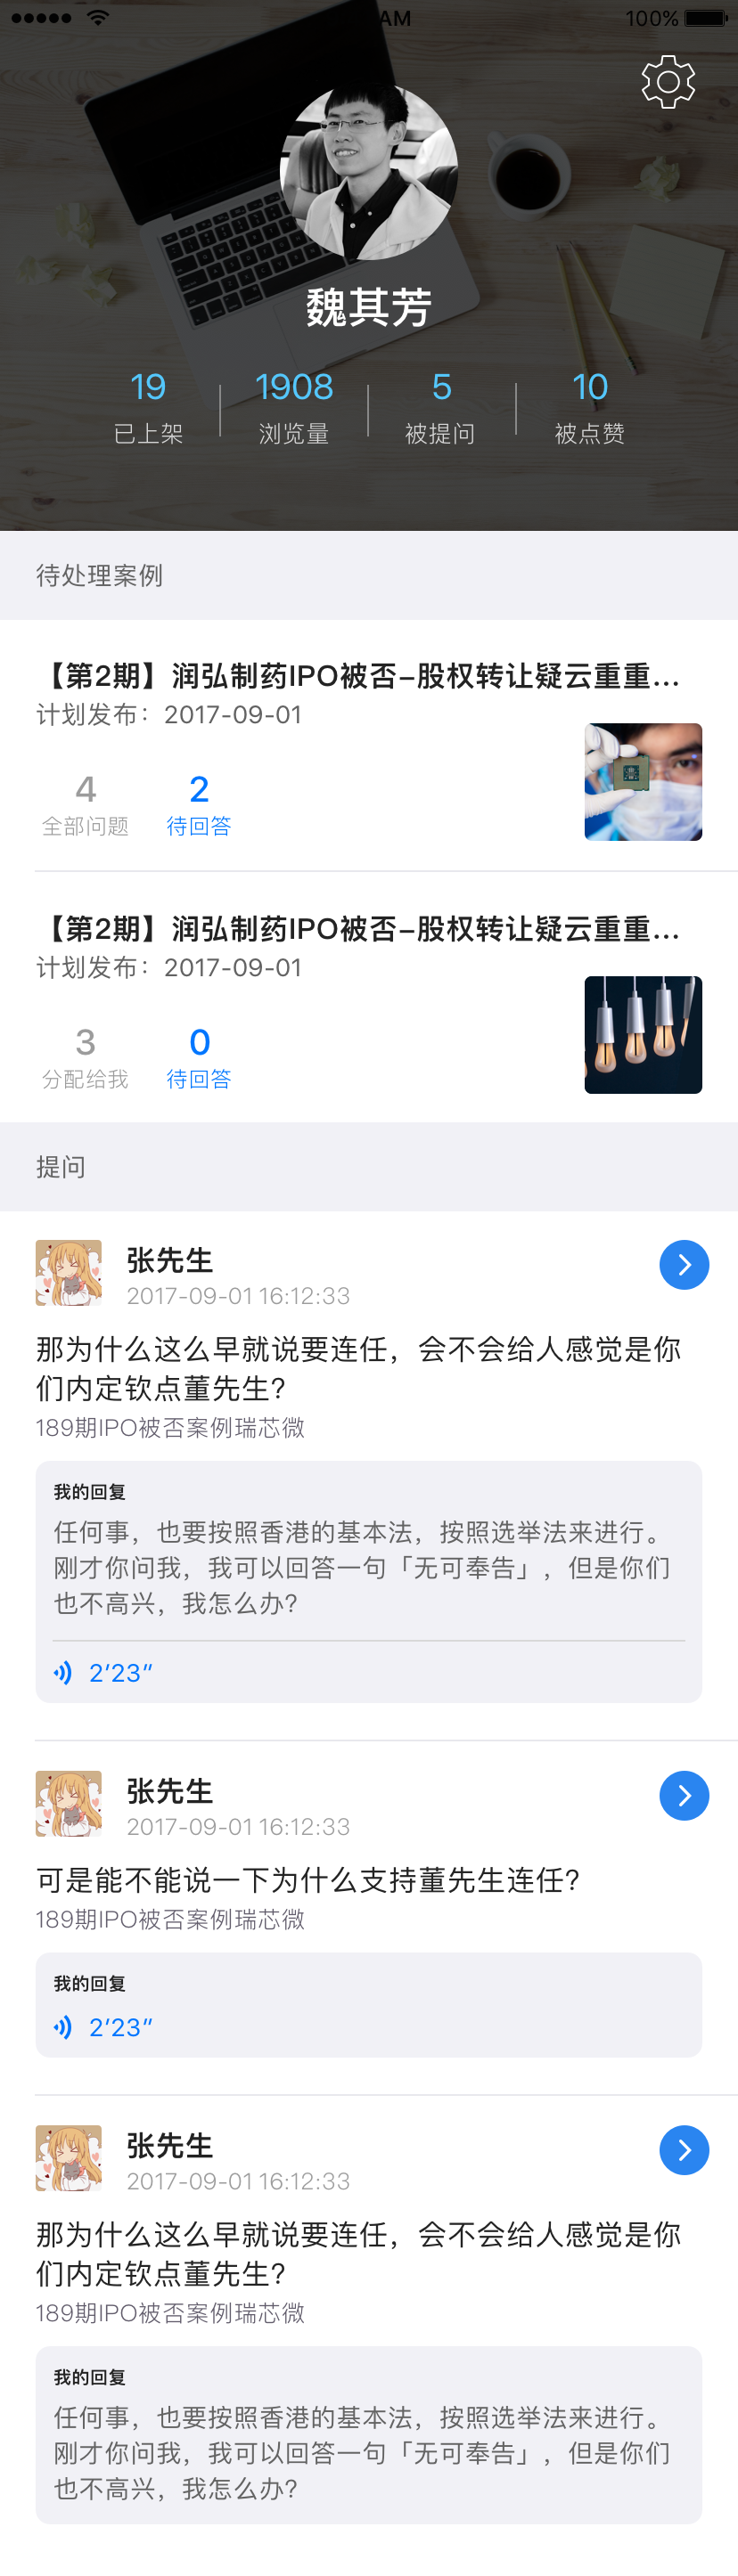 AM
100%
魏其芳
19 1908 5 10
已上架 浏览量 被提问 被点赞
待处理案例
【第2期】润弘制药IPO被否-股权转让疑云重重...
计划发布：2017-09-01
4 2
全部问题 待回答
【第2期】润弘制药IPO被否-股权转让疑云重重...
计划发布：2017-09-01
3 0
分配给我 待回答
提问
张先生
2017-09-01 16:12:33
那为什么这么早就说要连任，会不会给人感觉是你
们内定钦点董先生？
189期IPO被否案例瑞芯微
我的回复
任何事，也要按照香港的基本法，按照选举法来进行。
刚才你问我，我可以回答一句「无可奉告」，但是你们
也不高兴，我怎么办？
2’23”
张先生
2017-09-01 16:12:33
可是能不能说一下为什么支持董先生连任？
189期IPO被否案例瑞芯微
我的回复
2’23”
张先生
2017-09-01 16:12:33
那为什么这么早就说要连任，会不会给人感觉是你
们内定钦点董先生？
189期IPO被否案例瑞芯微
我的回复
任何事，也要按照香港的基本法，按照选举法来进行。
刚才你问我，我可以回答一句「无可奉告」，但是你们
也不高兴，我怎么办？